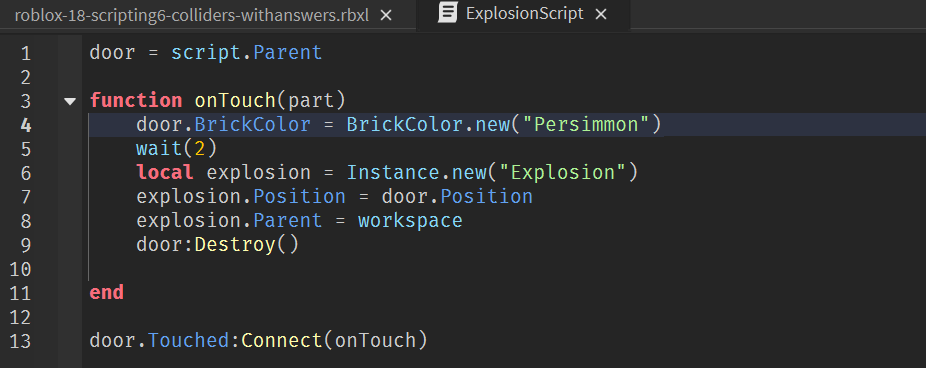 roblox-18-scripting6-colliders-withanswers.rbxl × ExplosionScript ×
1 door = script.Parent
2
3 function onTouch(part)
4 door.BrickColor = BrickColor.new("Persimmon")
5 wait(2)
6 local explosion = Instance.new("Explosion")
7 explosion.Position = door.Position
8 explosion.Parent = workspace
9 door:Destroy()
10
11 end
12
13 door.Touched:Connect(onTouch)